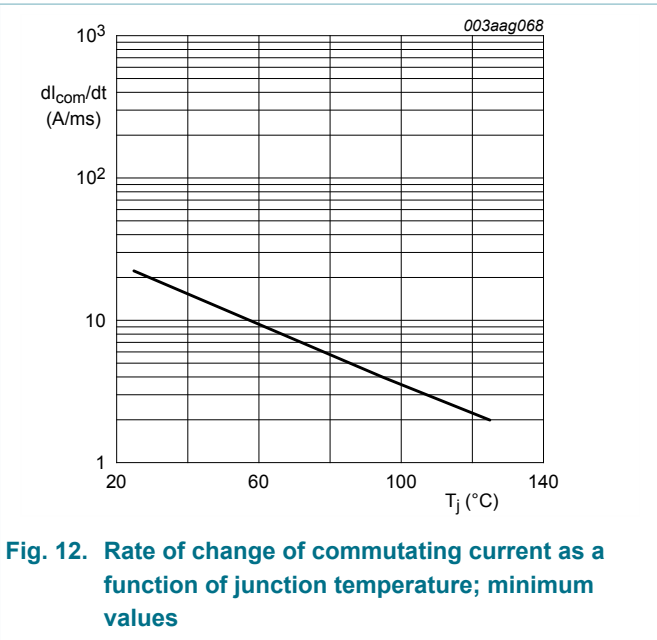 003aag068
10³
dI_com/dt
(A/ms)
10²
10
1
20 60 100 140
T_j (°C)
Fig. 12. Rate of change of commutating current as a
function of junction temperature; minimum
values